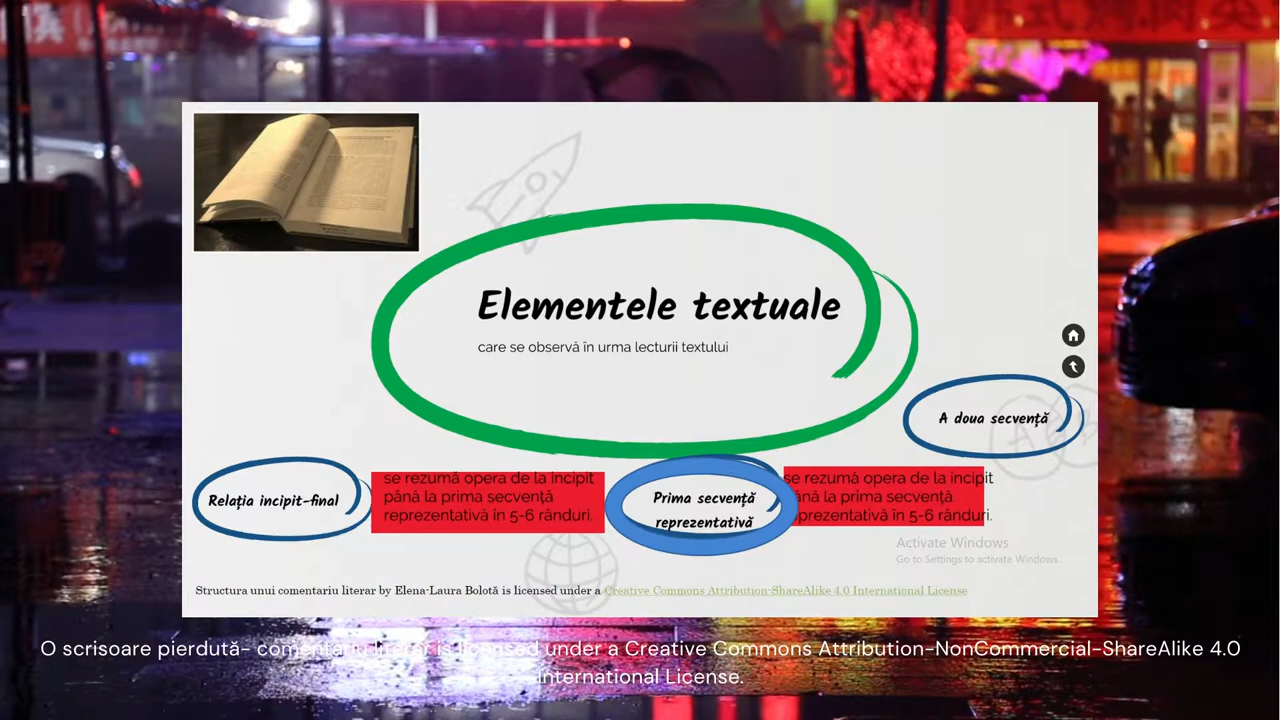 Elementele textuale
care se observă în urma lecturii textului
A doua secvență
Relația incipit-final
se rezumă opera de la incipit
până la prima secvență
reprezentativă în 5-6 rânduri.
Prima secvență
reprezentativă
se rezumă opera de la incipit
până la prima secvență
reprezentativă în 5-6 rânduri.
Activate Windows
Go to Settings to activate Windows.
Structura unui comentariu literar by Elena-Laura Bolotă is licensed under a Creative Commons Attribution-ShareAlike 4.0 International License
O scrisoare pierdută- comentariu literar is licensed under a Creative Commons Attribution-NonCommercial-ShareAlike 4.0
International License.